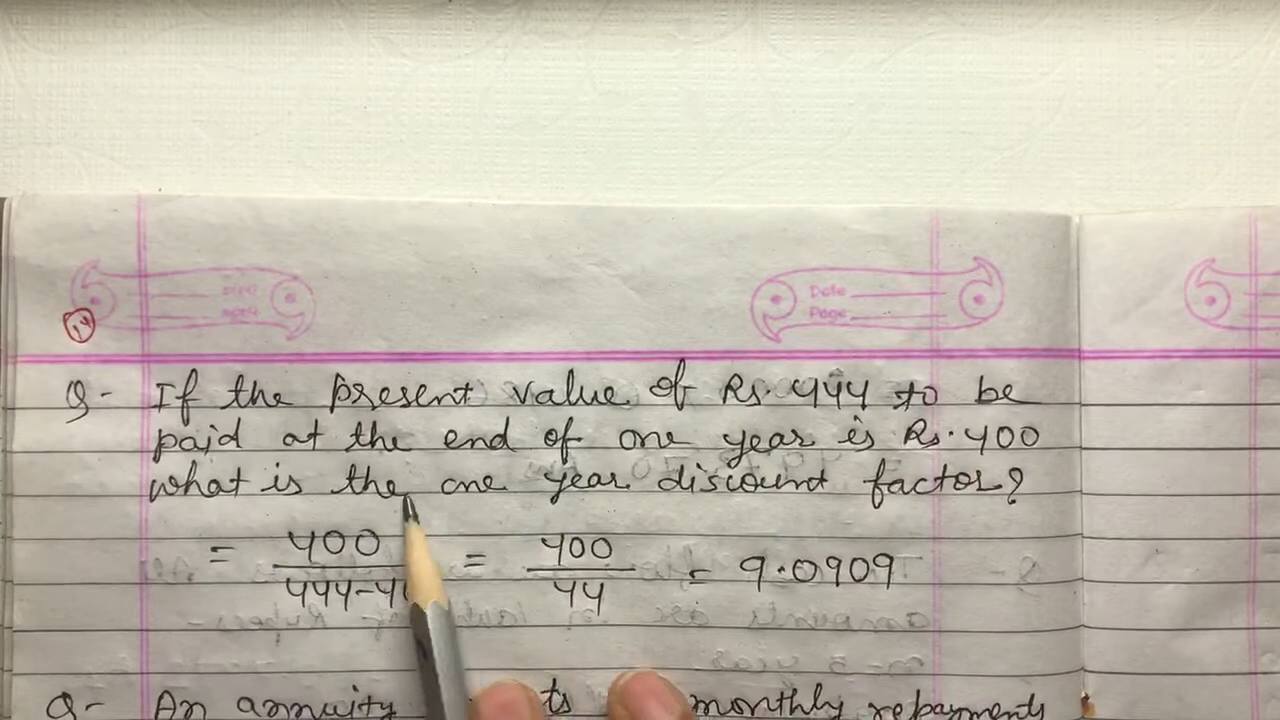 14
Date
Page
Q- If the present value of Rs. 444 to be
paid at the end of one year is Rs. 400
what is the one year discount factor?
= 400 / 444-4 = 400 / 44 = 9.0909
Q- An annuity monthly repayments